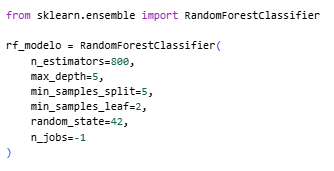 from sklearn.ensemble import RandomForestClassifier
rf_modelo = RandomForestClassifier(
    n_estimators=800,
    max_depth=5,
    min_samples_split=5,
    min_samples_leaf=2,
    random_state=42,
    n_jobs=-1
)